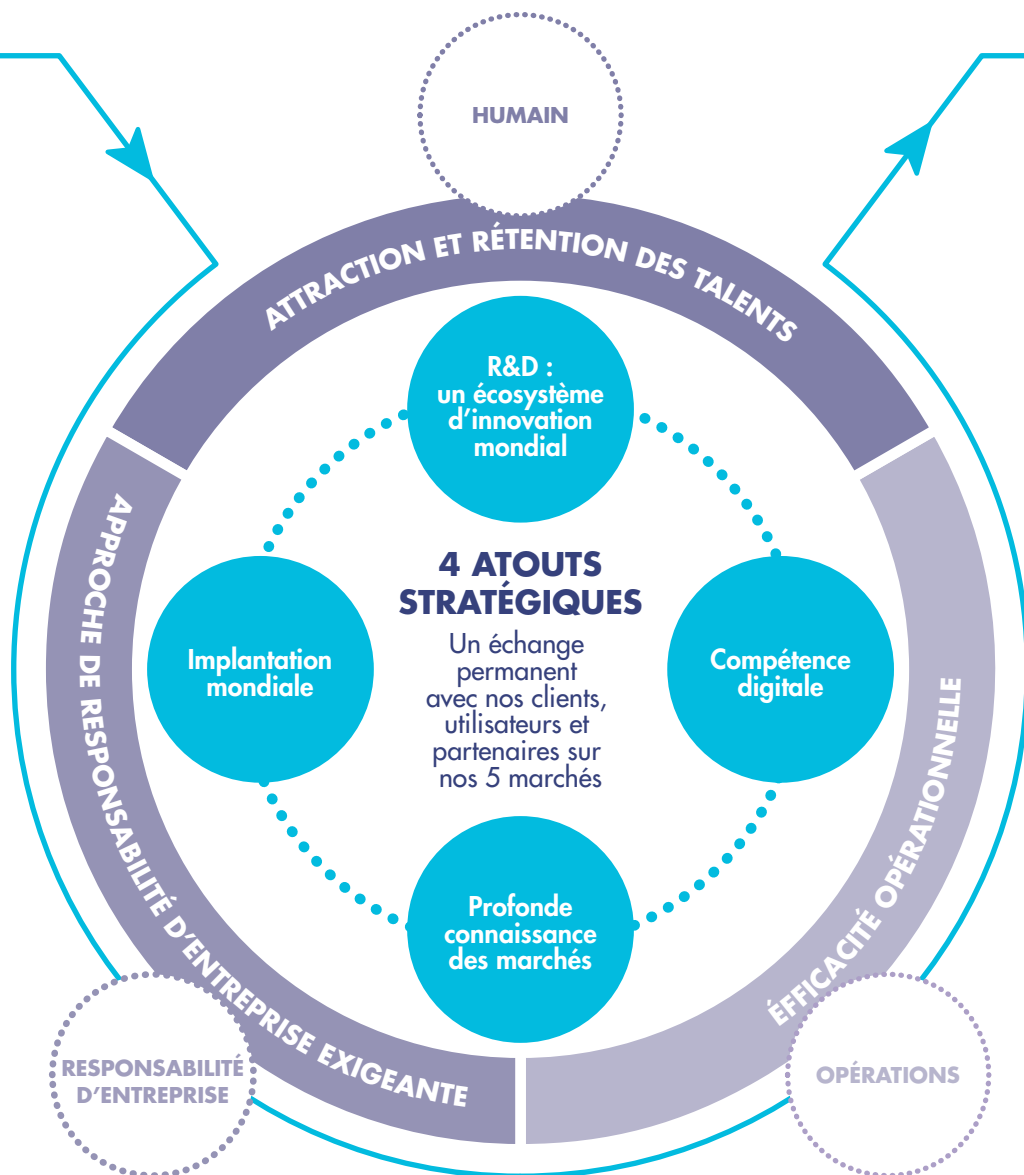 HUMAIN
ATTRACTION ET RÉTENTION DES TALENTS
R&D :
un écosystème
d’innovation
mondial
4 ATOUTS
STRATÉGIQUES
Un échange
permanent
avec nos clients,
utilisateurs et
partenaires sur
nos 5 marchés
Implantation
mondiale
Compétence
digitale
Profonde
connaissance
des marchés
APPROCHE DE RESPONSABILITÉ D’ENTREPRISE EXIGEANTE
ÉFFICACITÉ OPÉRATIONNELLE
RESPONSABILITÉ
D’ENTREPRISE
OPÉRATIONS